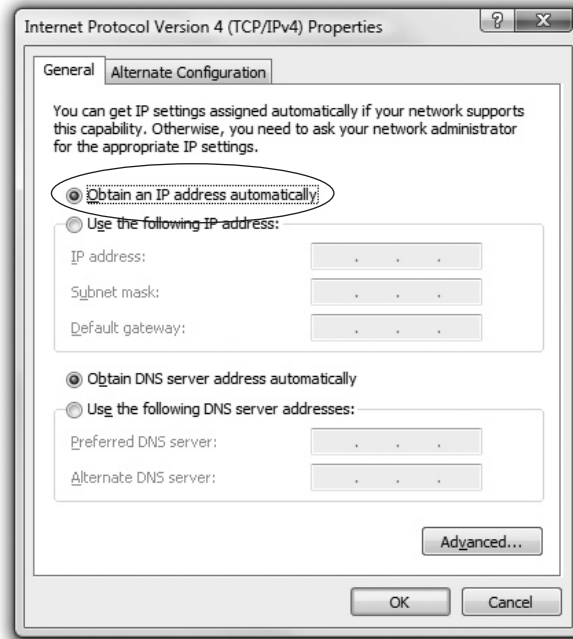 Internet Protocol Version 4 (TCP/IPv4) Properties
General
Alternate Configuration
You can get IP settings assigned automatically if your network supports
this capability. Otherwise, you need to ask your network administrator
for the appropriate IP settings.
Obtain an IP address automatically
Use the following IP address:
IP address:
Subnet mask:
Default gateway:
Obtain DNS server address automatically
Use the following DNS server addresses:
Preferred DNS server:
Alternate DNS server:
Advanced...
OK
Cancel